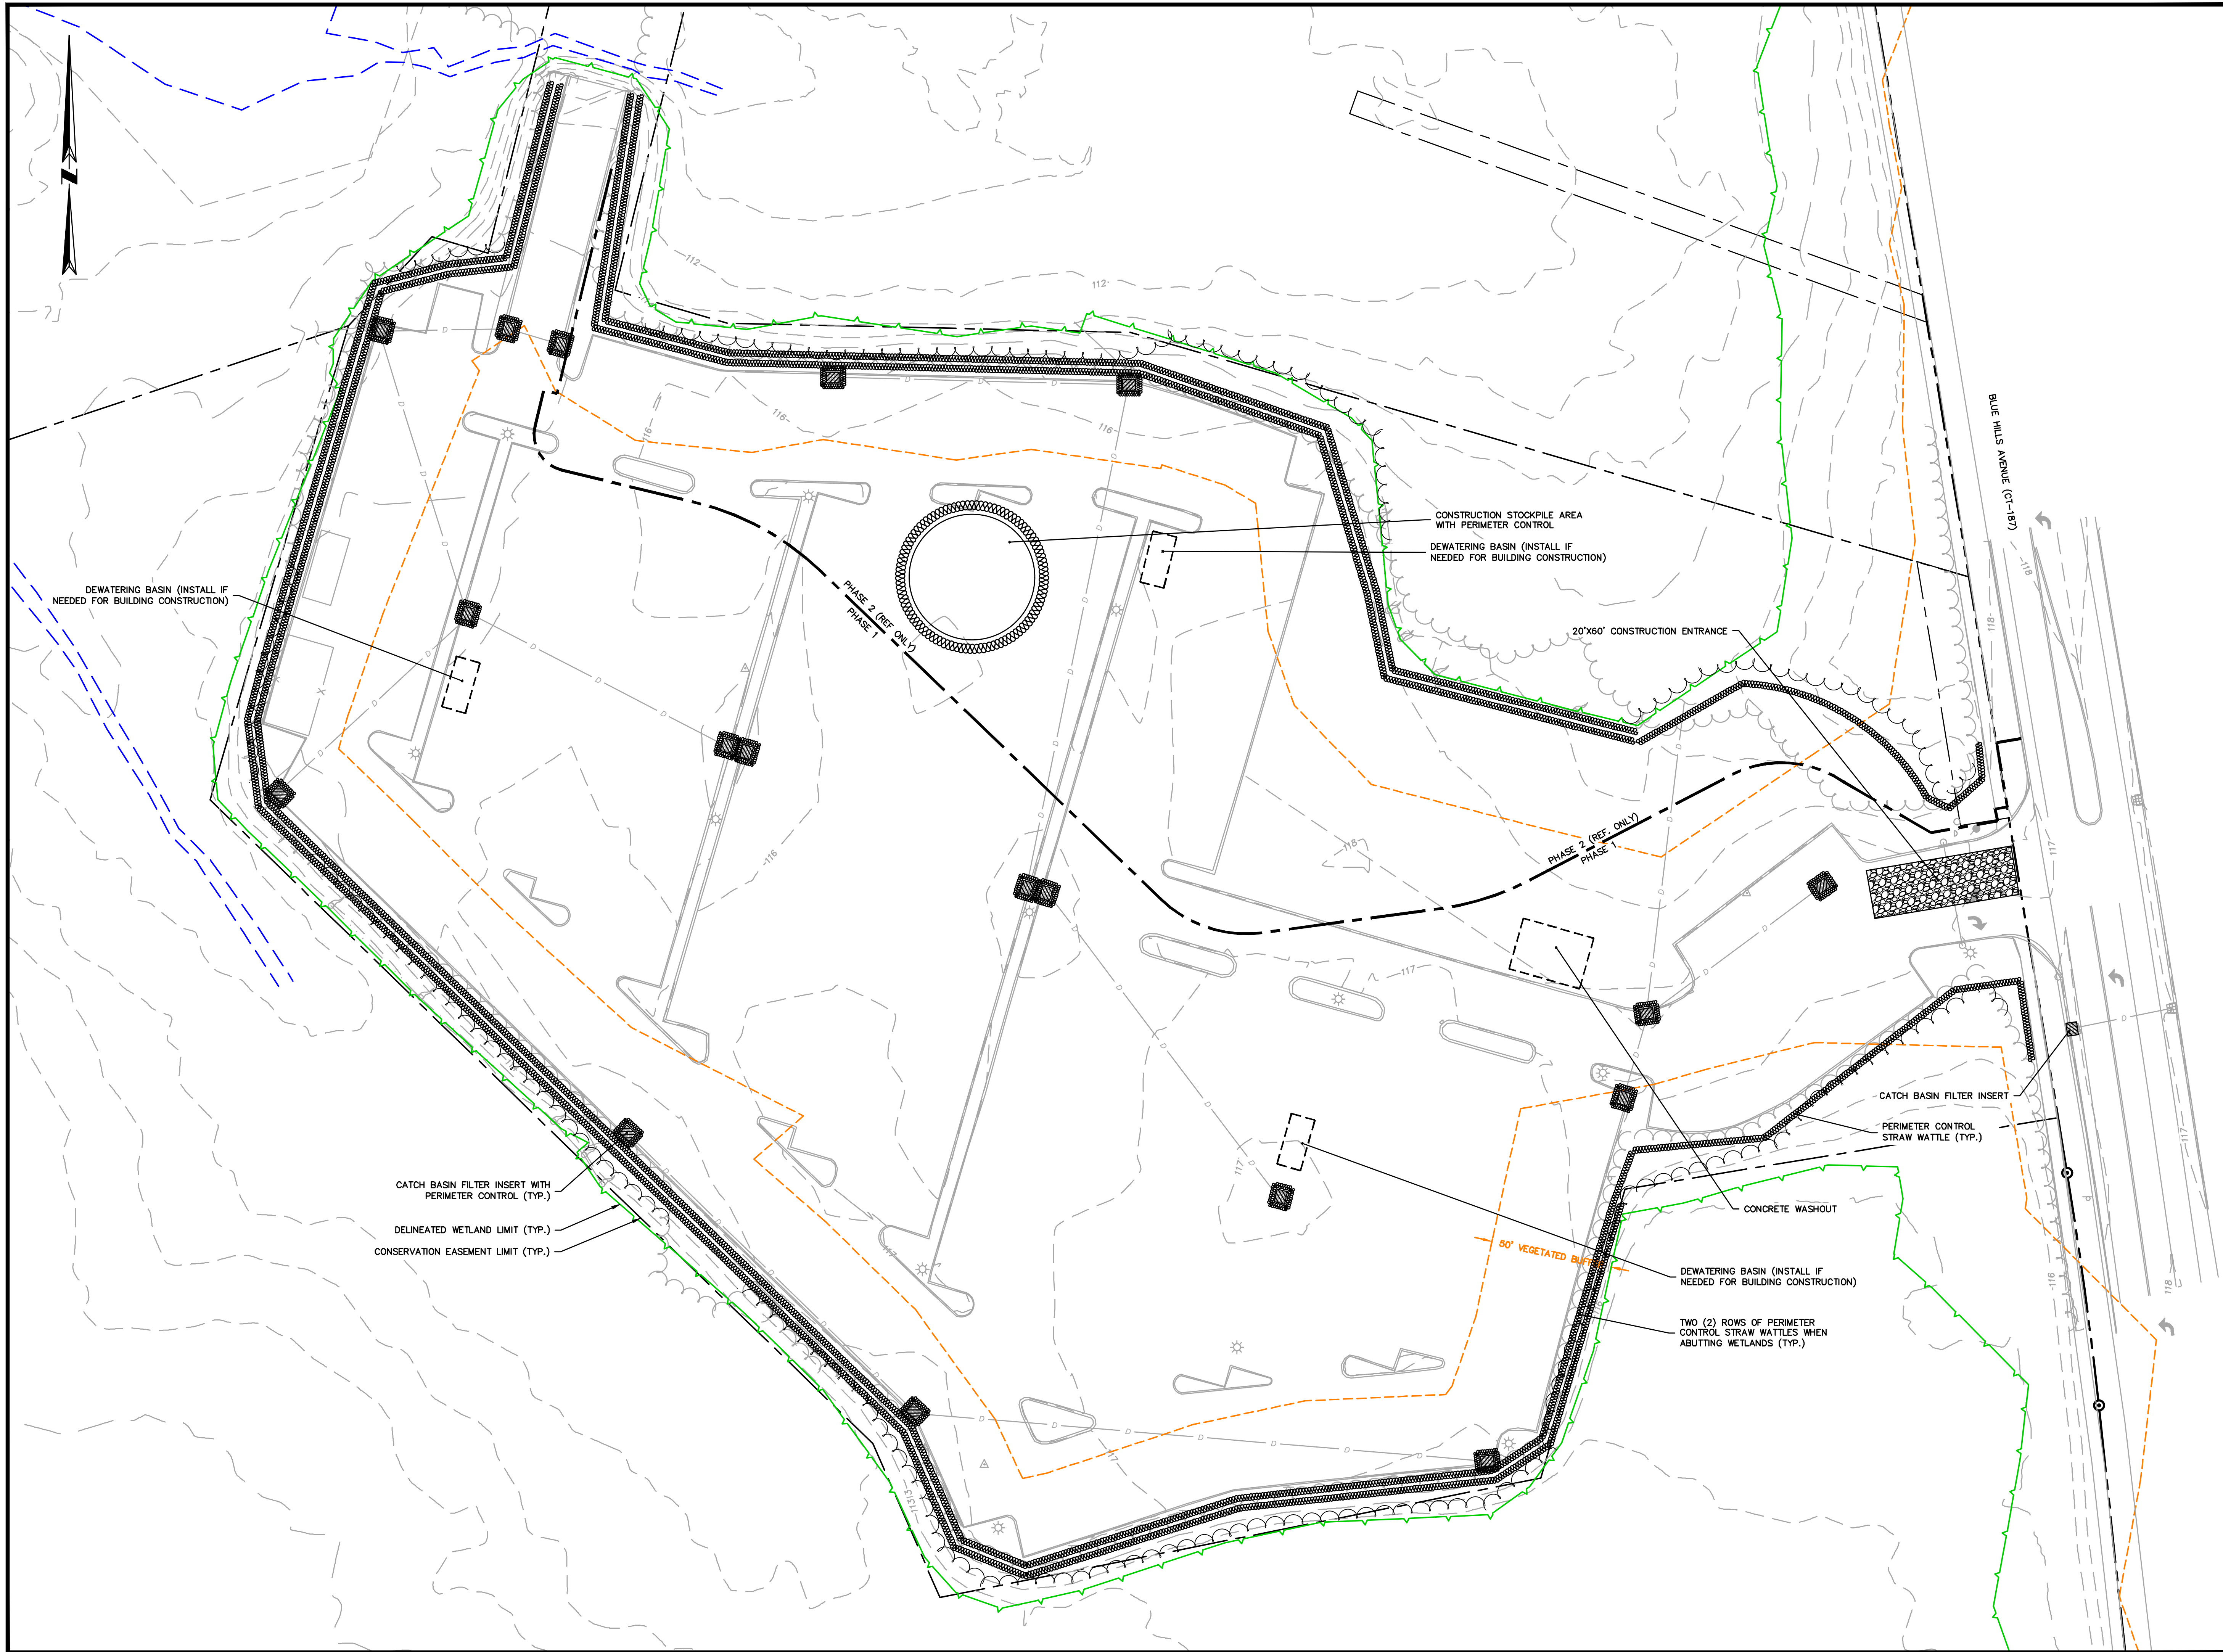 N
112
112
BLUE HILLS AVENUE (CT-187)
116
116
116
CONSTRUCTION STOCKPILE AREA
WITH PERIMETER CONTROL
DEWATERING BASIN (INSTALL IF
NEEDED FOR BUILDING CONSTRUCTION)
118
118
DEWATERING BASIN (INSTALL IF
NEEDED FOR BUILDING CONSTRUCTION)
PHASE 2 (REF ONLY)
PHASE 1
20'X60' CONSTRUCTION ENTRANCE
PHASE 2 (REF. ONLY)
PHASE 1
118
117
116
117
CATCH BASIN FILTER INSERT
PERIMETER CONTROL
STRAW WATTLE (TYP.)
117
117
CATCH BASIN FILTER INSERT WITH
PERIMETER CONTROL (TYP.)
DELINEATED WETLAND LIMIT (TYP.)
CONSERVATION EASEMENT LIMIT (TYP.)
CONCRETE WASHOUT
117
50' VEGETATED
DEWATERING BASIN (INSTALL IF
NEEDED FOR BUILDING CONSTRUCTION)
116
118
TWO (2) ROWS OF PERIMETER
CONTROL STRAW WATTLES WHEN
ABUTTING WETLANDS (TYP.)
117